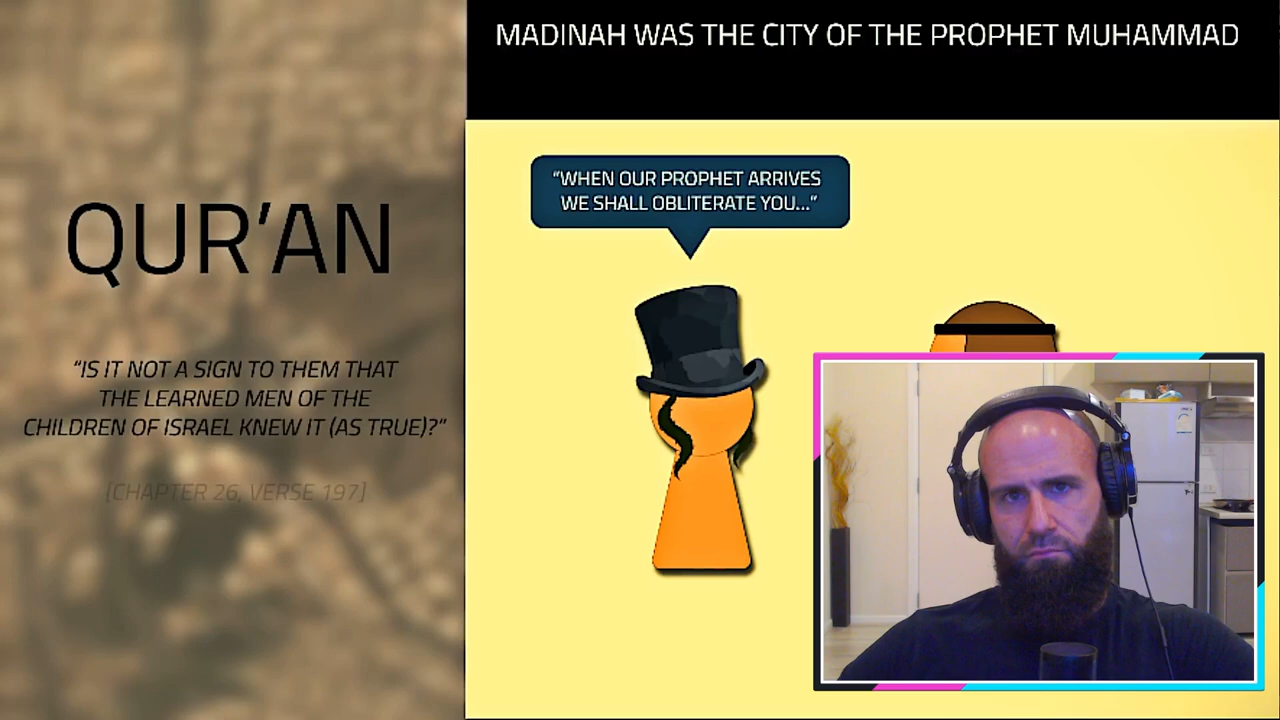 MADINAH WAS THE CITY OF THE PROPHET MUHAMMAD
QUR'AN
"IS IT NOT A SIGN TO THEM THAT
THE LEARNED MEN OF THE
CHILDREN OF ISRAEL KNEW IT (AS TRUE)?"
[CHAPTER 26, VERSE 197]
"WHEN OUR PROPHET ARRIVES
WE SHALL OBLITERATE YOU..."